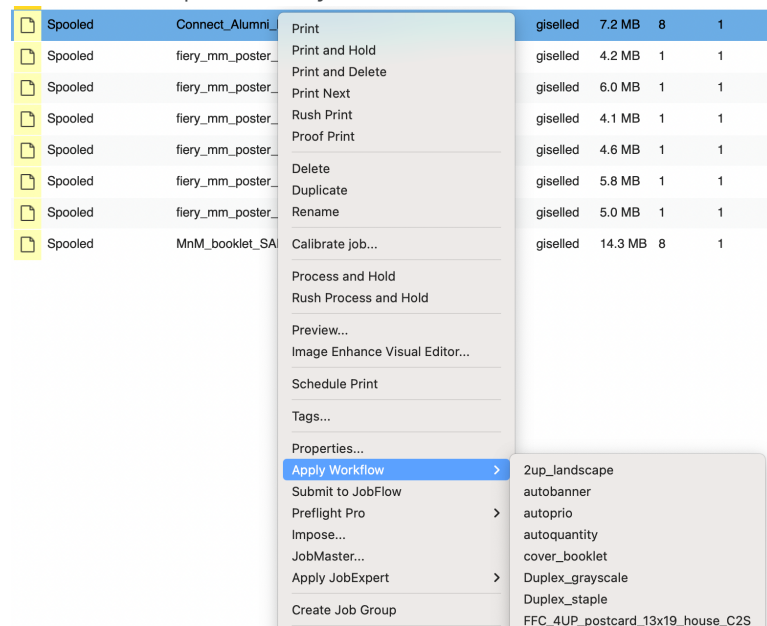 Spooled Connect_Alumni_ giselled 7.2 MB 8 1
Spooled fiery_mm_poster_ giselled 4.2 MB 1 1
Spooled fiery_mm_poster_ giselled 6.0 MB 1 1
Spooled fiery_mm_poster_ giselled 4.1 MB 1 1
Spooled fiery_mm_poster_ giselled 4.6 MB 1 1
Spooled fiery_mm_poster_ giselled 5.8 MB 1 1
Spooled fiery_mm_poster_ giselled 5.0 MB 1 1
Spooled MnM_booklet_SA giselled 14.3 MB 8 1
Print
Print and Hold
Print and Delete
Print Next
Rush Print
Proof Print
Delete
Duplicate
Rename
Calibrate job...
Process and Hold
Rush Process and Hold
Preview...
Image Enhance Visual Editor...
Schedule Print
Tags...
Properties...
Apply Workflow
Submit to JobFlow
Preflight Pro
Impose...
JobMaster...
Apply JobExpert
Create Job Group
2up_landscape
autobanner
autoprio
autoquantity
cover_booklet
Duplex_grayscale
Duplex_staple
FFC_4UP_postcard_13x19_house_C2S